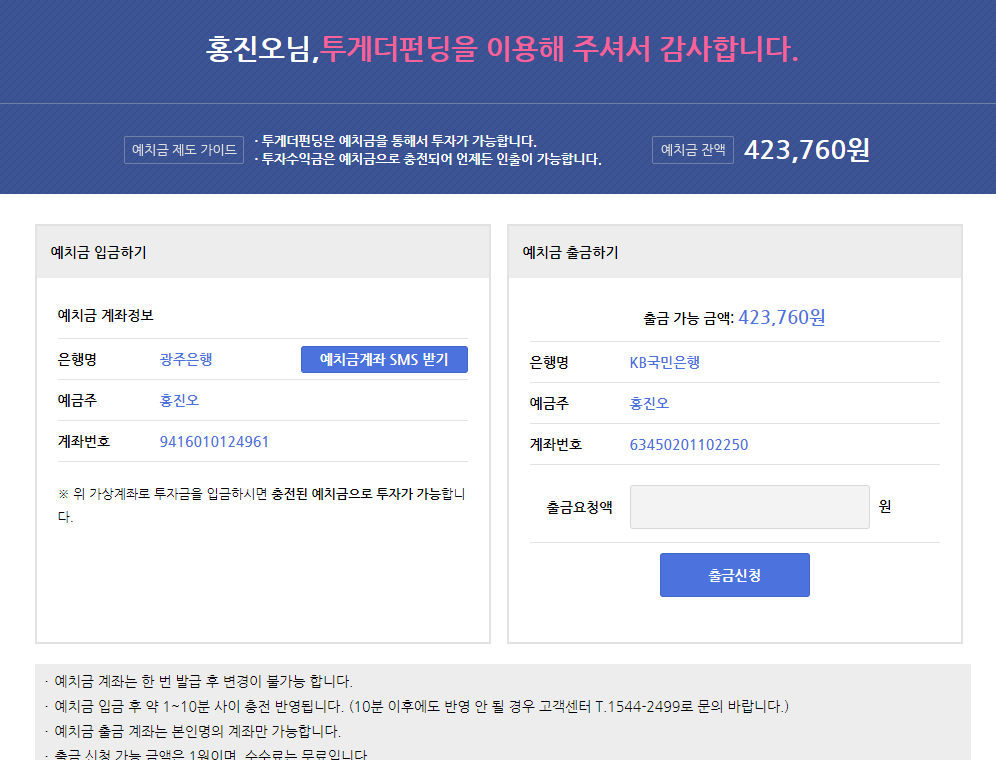 홍진오님,투게더펀딩을 이용해 주셔서 감사합니다.
예치금 제도 가이드
· 투게더펀딩은 예치금을 통해서 투자가 가능합니다.
· 투자수익금은 예치금으로 충전되어 언제든 인출이 가능합니다.
예치금 잔액 423,760원
예치금 입금하기
예치금 계좌정보
은행명 광주은행 예치금계좌 SMS 받기
예금주 홍진오
계좌번호 9416010124961
※ 위 가상계좌로 투자금을 입금하시면 충전된 예치금으로 투자가 가능합니
다.
예치금 출금하기
출금 가능 금액: 423,760원
은행명 KB국민은행
예금주 홍진오
계좌번호 63450201102250
출금요청액 원
출금신청
· 예치금 계좌는 한 번 발급 후 변경이 불가능 합니다.
· 예치금 입금 후 약 1~10분 사이 충전 반영됩니다. (10분 이후에도 반영 안 될 경우 고객센터 T.1544-2499로 문의 바랍니다.)
· 예치금 출금 계좌는 본인명의 계좌만 가능합니다.
· 출금 신청 가능 금액은 1원이며, 수수료는 무료입니다